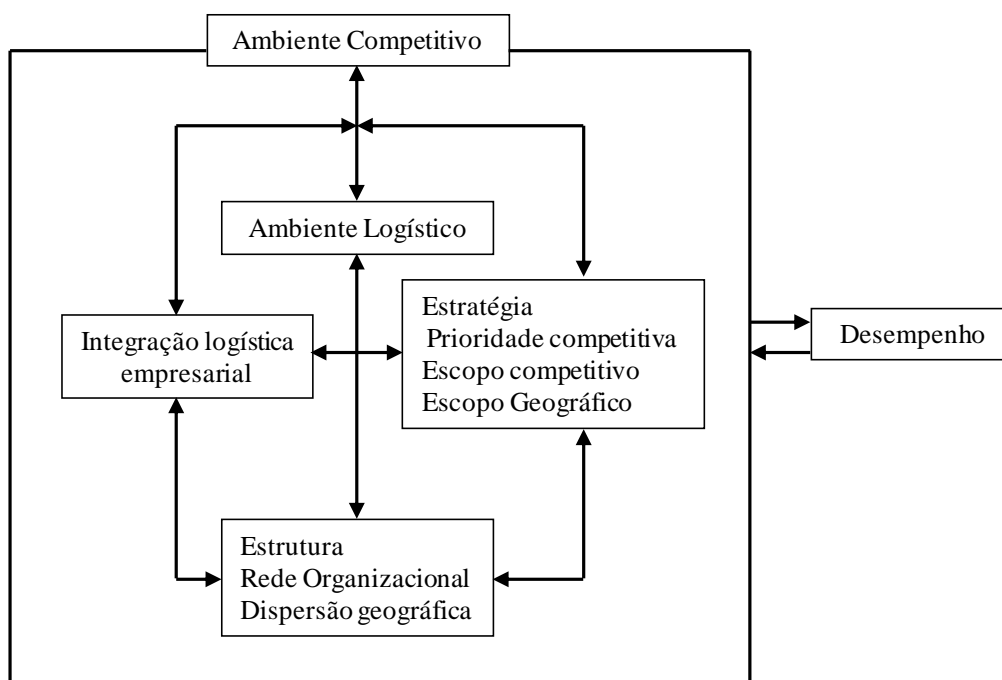 Ambiente Competitivo
Ambiente Logístico
Integração logística
empresarial
Estratégia
Prioridade competitiva
Escopo competitivo
Escopo Geográfico
Desempenho
Estrutura
Rede Organizacional
Dispersão geográfica